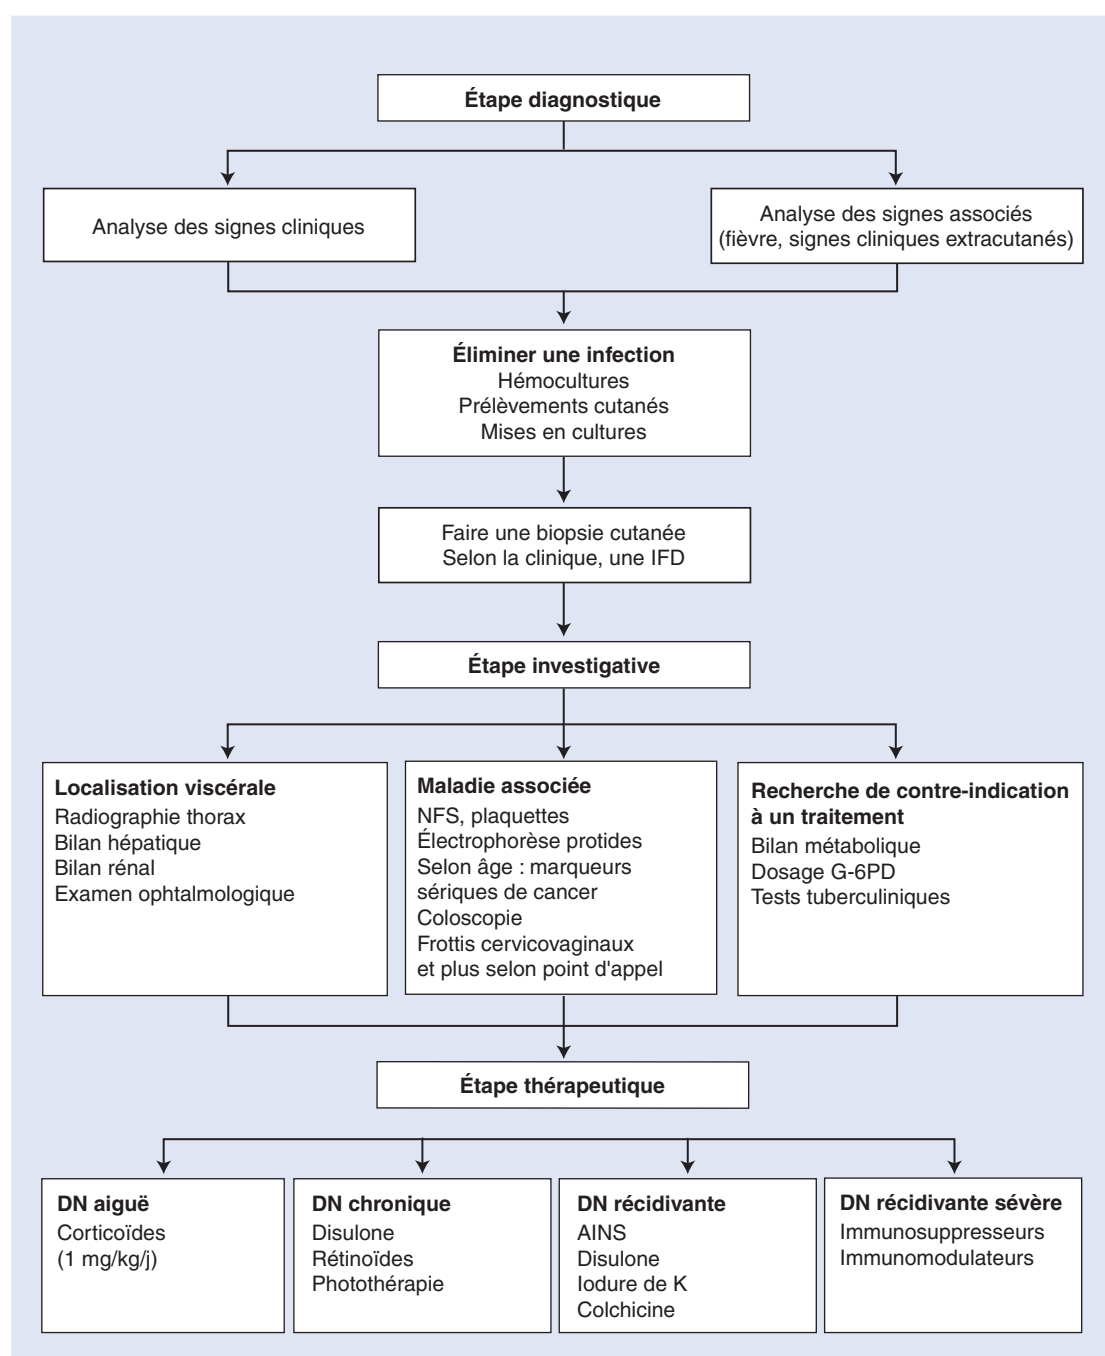 Étape diagnostique
Analyse des signes cliniques
Analyse des signes associés
(fièvre, signes cliniques extracutanés)
Éliminer une infection
Hémocultures
Prélèvements cutanés
Mises en cultures
Faire une biopsie cutanée
Selon la clinique, une IFD
Étape investigative
Localisation viscérale
Radiographie thorax
Bilan hépatique
Bilan rénal
Examen ophtalmologique
Maladie associée
NFS, plaquettes
Électrophorèse protides
Selon âge : marqueurs
sériques de cancer
Coloscopie
Frottis cervicovaginaux
et plus selon point d'appel
Recherche de contre-indication
à un traitement
Bilan métabolique
Dosage G-6PD
Tests tuberculiniques
Étape thérapeutique
DN aiguë
Corticoïdes
(1 mg/kg/j)
DN chronique
Disulone
Rétinoïdes
Photothérapie
DN récidivante
AINS
Disulone
Iodure de K
Colchicine
DN récidivante sévère
Immunosuppresseurs
Immunomodulateurs